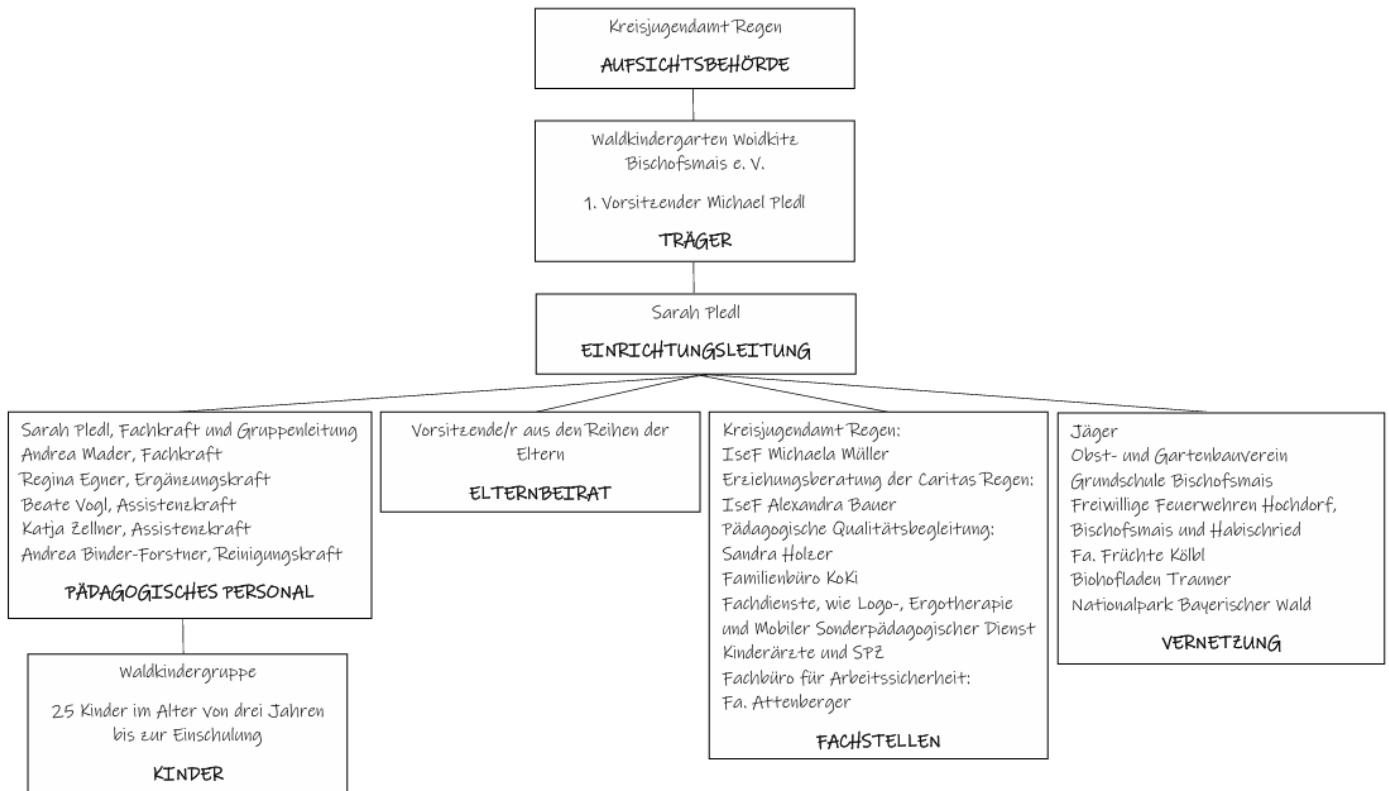 Kreisjugendamt Regen
AUFSICHTSBEHÖRDE
Waldkindergarten Woidkitz
Bischofsmais e. V.
1. Vorsitzender Michael Pledl
TRÄGER
Sarah Pledl
EINRICHTUNGSLEITUNG
Sarah Pledl, Fachkraft und Gruppenleitung
Andrea Mader, Fachkraft
Regina Egner, Ergänzungskraft
Beate Vogl, Assistenzkraft
Katja Zellner, Assistenzkraft
Andrea Binder-Forstner, Reinigungskraft
PÄDAGOGISCHES PERSONAL
Waldkindergruppe
25 Kinder im Alter von drei Jahren
bis zur Einschulung
KINDER
Vorsitzende/r aus den Reihen der
Eltern
ELTERNBEIRAT
Kreisjugendamt Regen:
IseF Michaela Müller
Erziehungsberatung der Caritas Regen:
IseF Alexandra Bauer
Pädagogische Qualitätsbegleitung:
Sandra Holzer
Familienbüro KoKi
Fachdienste, wie Logo-, Ergotherapie
und Mobiler Sonderpädagogischer Dienst
Kinderärzte und SPZ
Fachbüro für Arbeitssicherheit:
Fa. Attenberger
FACHSTELLEN
Jäger
Obst- und Gartenbauverein
Grundschule Bischofsmais
Freiwillige Feuerwehren Hochdorf,
Bischofsmais und Habischried
Fa. Früchte Kölbl
Biohofladen Trauner
Nationalpark Bayerischer Wald
VERNETZUNG